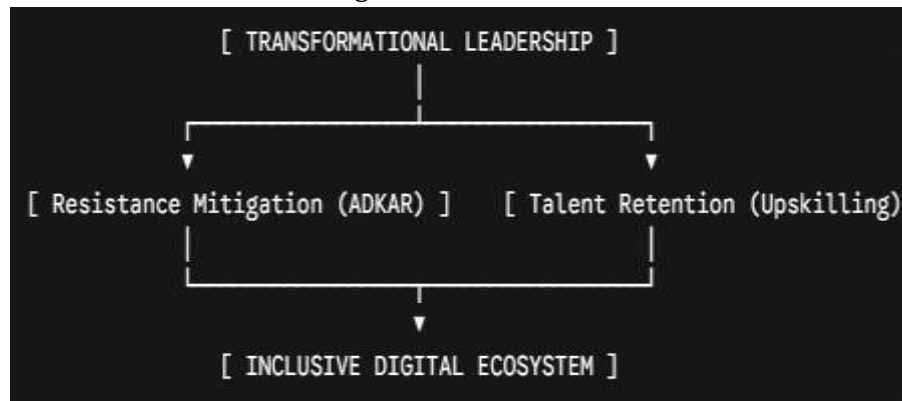 [ TRANSFORMATIONAL LEADERSHIP ]
[ Resistance Mitigation (ADKAR) ] [ Talent Retention (Upskilling)
[ INCLUSIVE DIGITAL ECOSYSTEM ]